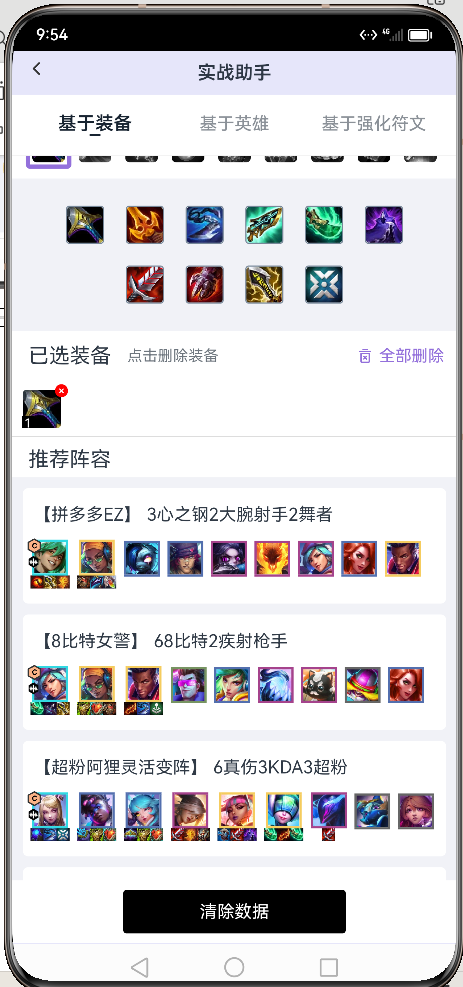 9:54
4G
实战助手
基于装备 基于英雄 基于强化符文
已选装备 点击删除装备 全部删除
1
推荐阵容
【拼多多EZ】 3心之钢2大腕射手2舞者
C
【8比特女警】 68比特2疾射枪手
C
【超粉阿狸灵活变阵】 6真伤3KDA3超粉
C
清除数据